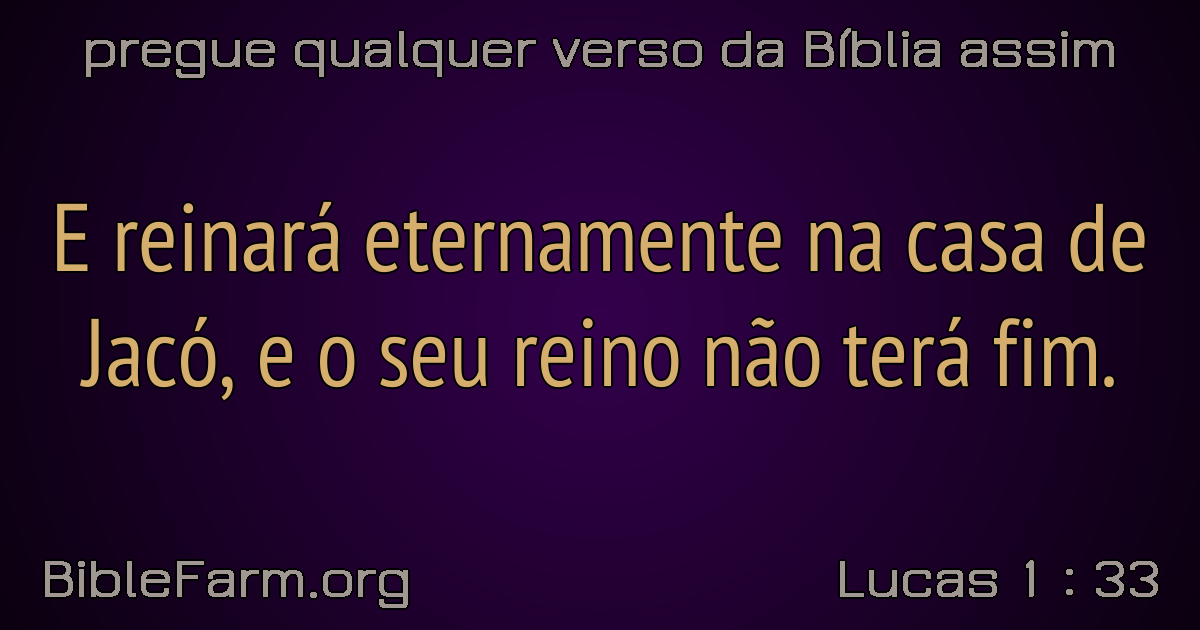 pregue qualquer verso da Bíblia assim
E reinará eternamente na casa de
Jacó, e o seu reino não terá fim.
BibleFarm.org
Lucas 1 : 33